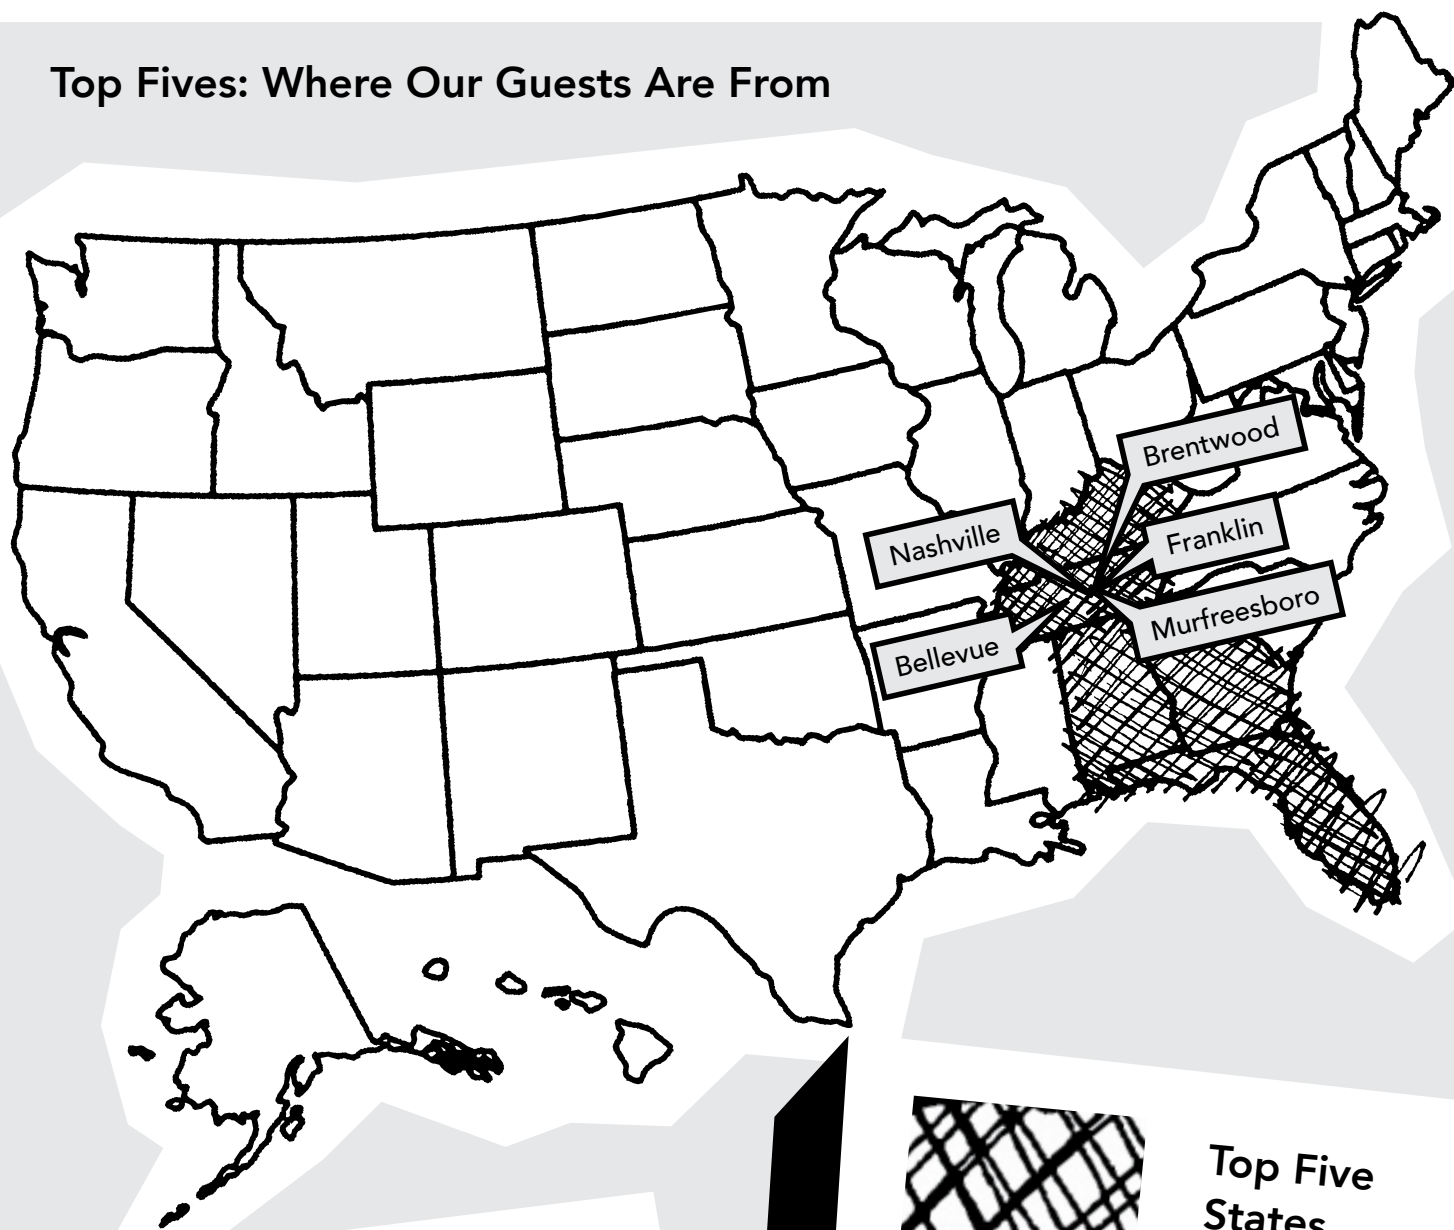 Top Fives: Where Our Guests Are From
Brentwood
Nashville
Franklin
Murfreesboro
Bellevue
Top Five
States